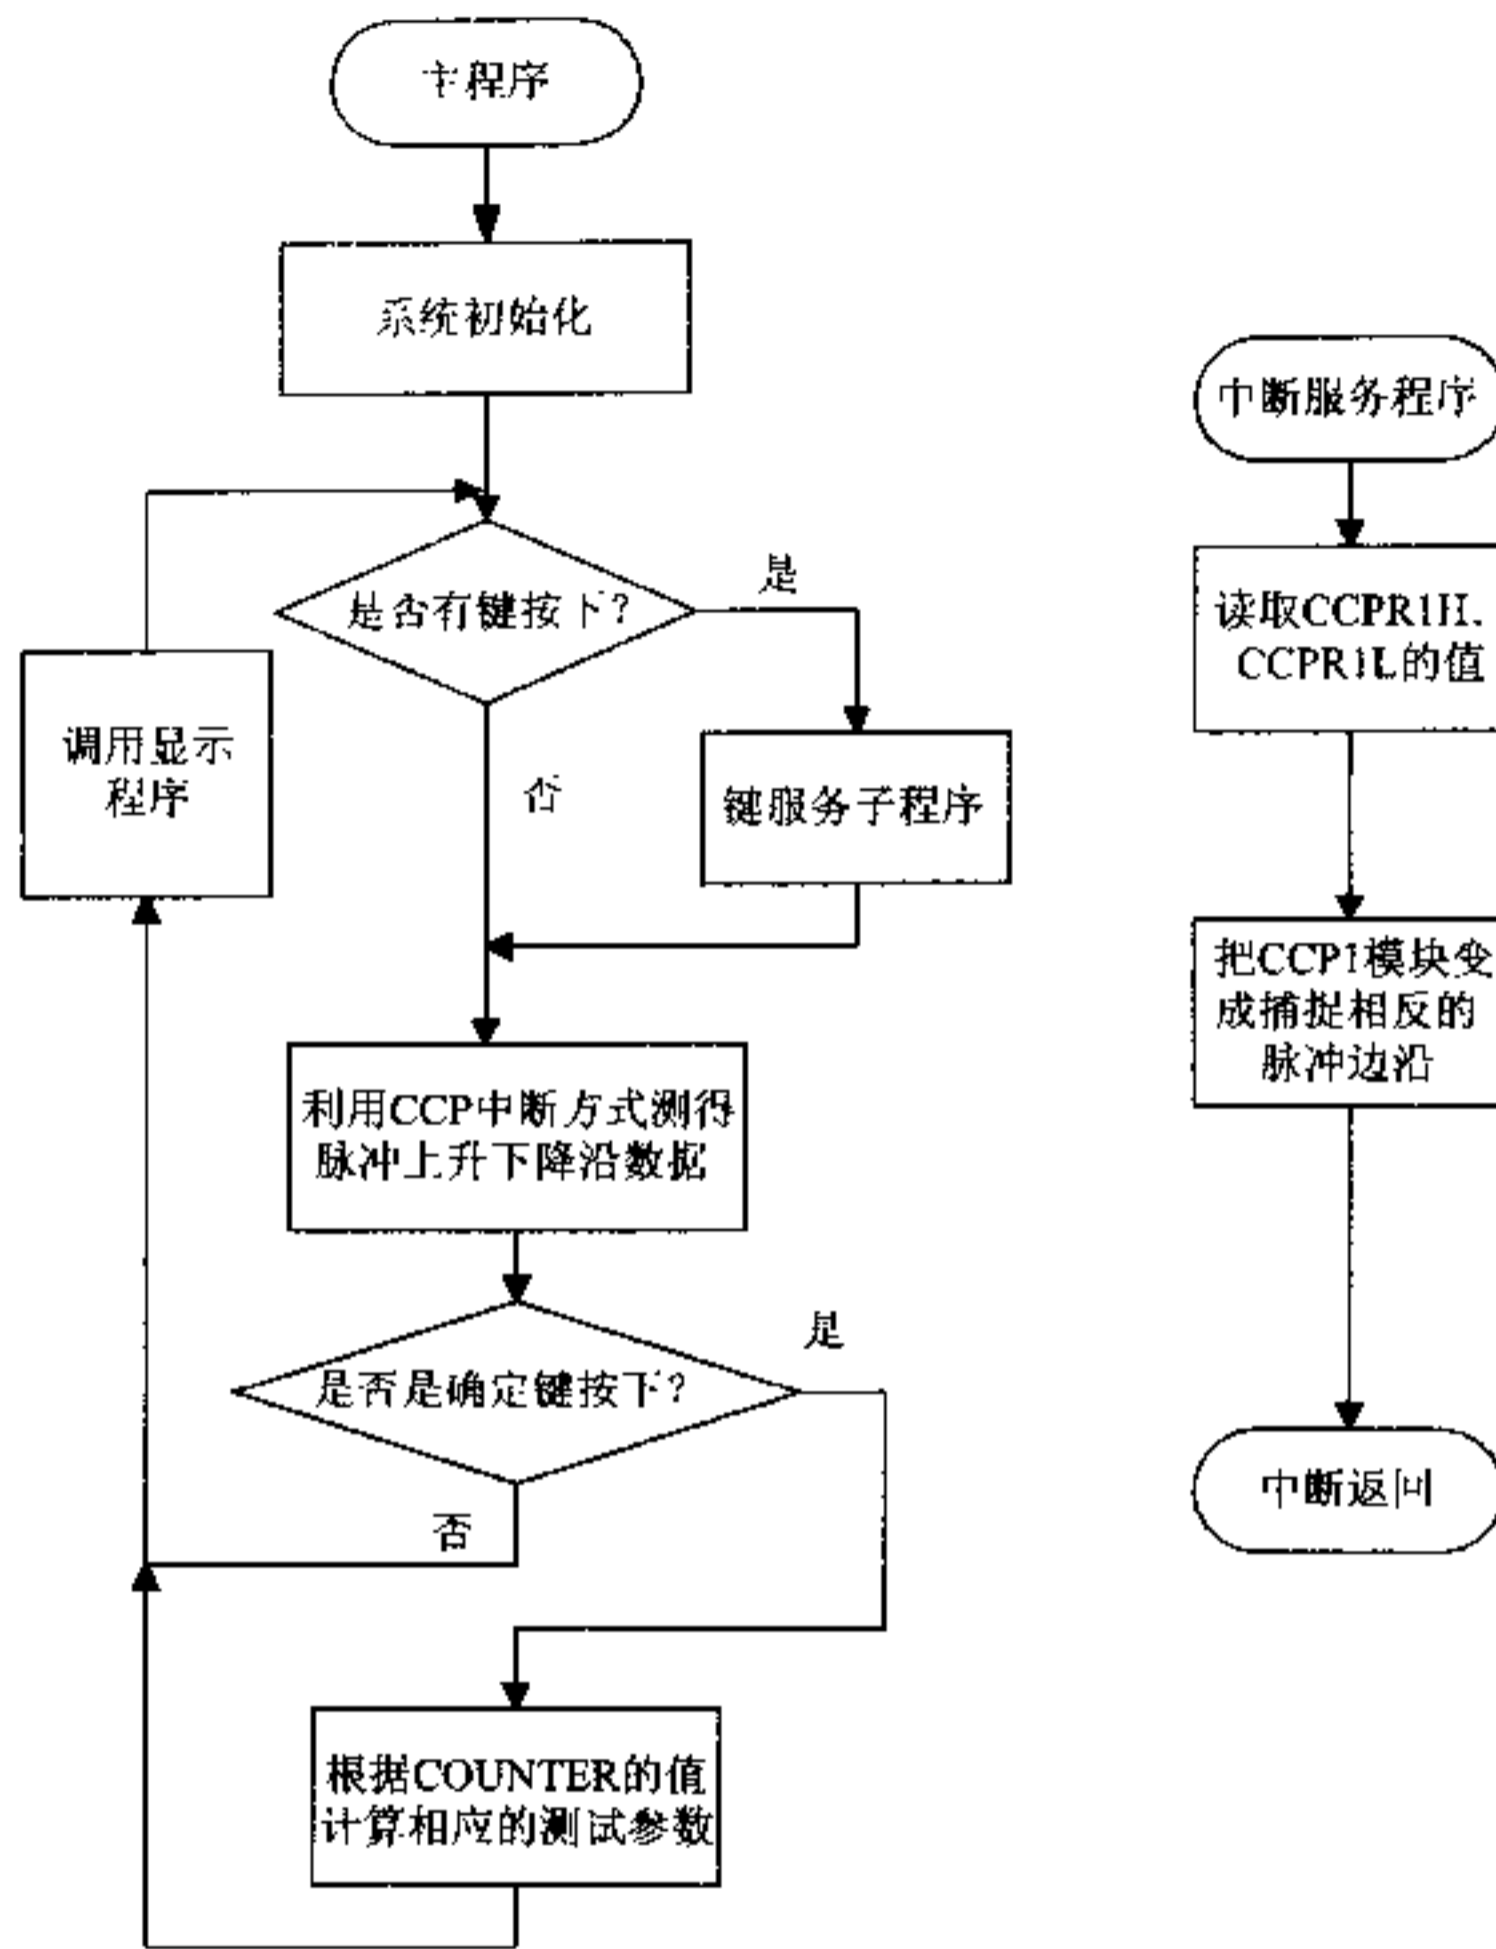 主程序
系统初始化
是否有键按下?
是
否
调用显示
程序
键服务子程序
利用CCP中断方式测得
脉冲上升下降沿数据
是否是确定键按下?
是
否
根据COUNTER的值
计算相应的测试参数
中断服务程序
读取CCPR1H、
CCPR1L的值
把CCP1模块变
成捕捉相反的
脉冲边沿
中断返回